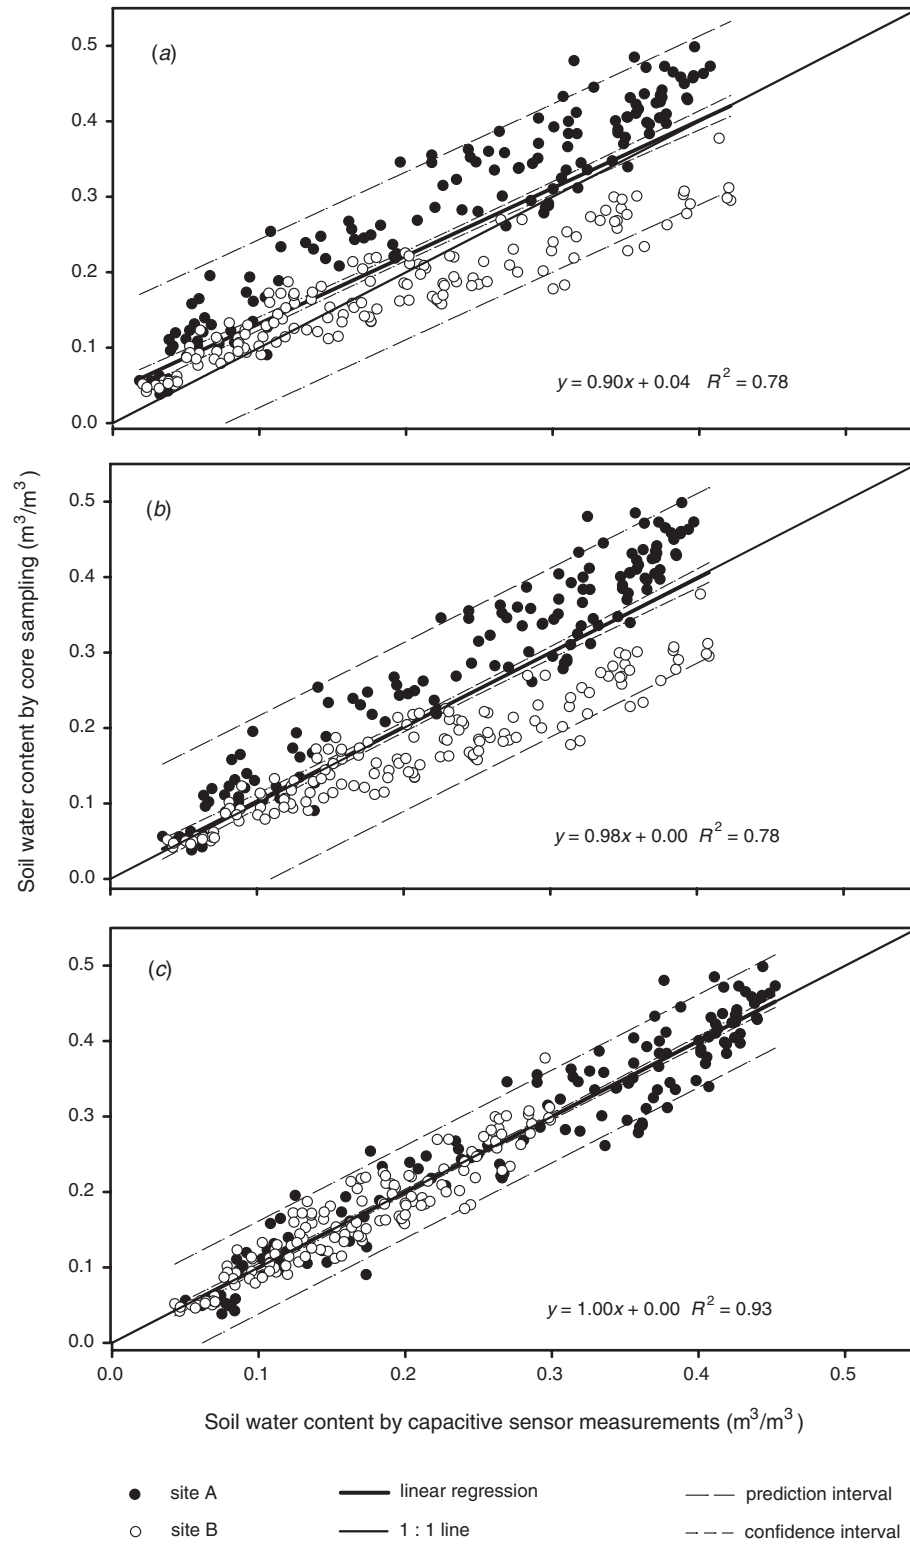 (a)
0.5
0.4
0.3
0.2
0.1
0.0
y = 0.90x + 0.04 R² = 0.78
Soil water content by core sampling (m³/m³)
(b)
0.5
0.4
0.3
0.2
0.1
0.0
y = 0.98x + 0.00 R² = 0.78
(c)
0.5
0.4
0.3
0.2
0.1
0.0
y = 1.00x + 0.00 R² = 0.93
0.0 0.1 0.2 0.3 0.4 0.5
Soil water content by capacitive sensor measurements (m³/m³)
site A linear regression prediction interval
site B 1 : 1 line confidence interval